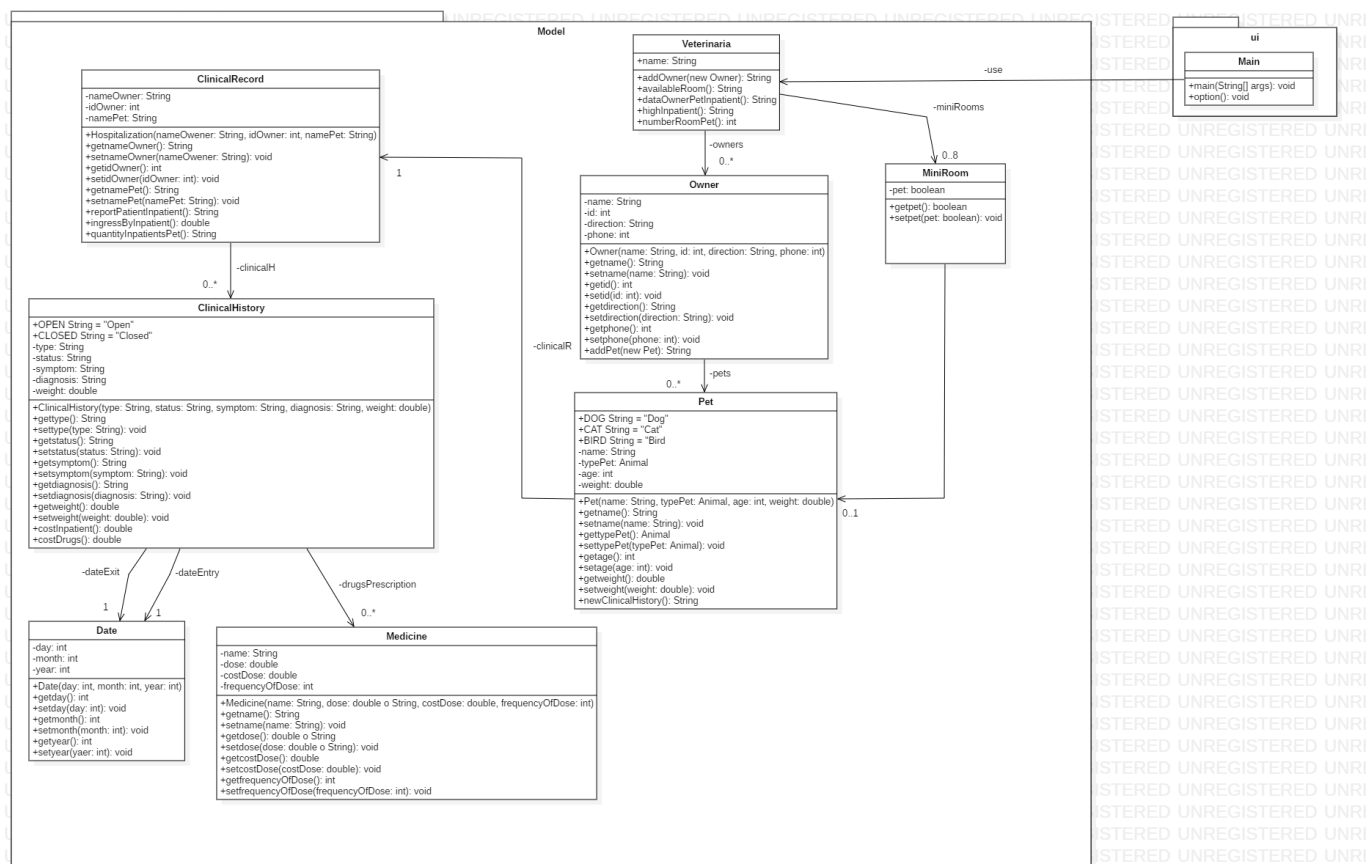 UNREGISTERED UNREGISTERED UNREGISTERED UNREGISTERED UNREGISTERED UNRE
Model
ClinicalRecord
-nameOwner: String
-idOwner: int
-namePet: String
+Hospitalization(nameOwener: String, idOwner: int, namePet: String)
+getnameOwner(): String
+setnameOwner(nameOwener: String): void
+getidOwner(): int
+setidOwner(idOwner: int): void
+getnamePet(): String
+setnamePet(namePet: String): void
+reportPatientInpatient(): String
+ingressByInpatient(): double
+quantityInpatientsPet(): String
-clinicalH
0..*
ClinicalHistory
+OPEN String = "Open"
+CLOSED String = "Closed"
-type: String
-status: String
-symptom: String
-diagnosis: String
-weight: double
+ClinicalHistory(type: String, status: String, symptom: String, diagnosis: String, weight: double)
+gettype(): String
+settype(type: String): void
+getstatus(): String
+setstatus(status: String): void
+getsymptom(): String
+setsymptom(symptom: String): void
+getdiagnosis(): String
+setdiagnosis(diagnosis: String): void
+getweight(): double
+setweight(weight: double): void
+costInpatient(): double
+costDrugs(): double
-dateExit
-dateEntry
1
1
-drugsPrescription
0..*
Date
-day: int
-month: int
-year: int
+Date(day: int, month: int, year: int)
+getday(): int
+setday(day: int): void
+getmonth(): int
+setmonth(month: int): void
+getyear(): int
+setyear(yaer: int): void
Medicine
-name: String
-dose: double
-costDose: double
-frequencyOfDose: int
+Medicine(name: String, dose: double o String, costDose: double, frequencyOfDose: int)
+getname(): String
+setname(name: String): void
+getdose(): double o String
+setdose(dose: double o String): void
+getcostDose(): double
+setcostDose(costDose: double): void
+getfrequencyOfDose(): int
+setfrequencyOfDose(frequencyOfDose: int): void
Veterinaria
+name: String
+addOwner(new Owner): String
+availableRoom(): String
+dataOwnerPetInpatient(): String
+highInpatient(): String
+numberRoomPet(): int
-owners
0..*
Owner
-name: String
-id: int
-direction: String
-phone: int
+Owner(name: String, id: int, direction: String, phone: int)
+getname(): String
+setname(name: String): void
+getid(): int
+setid(id: int): void
+getdirection(): String
+setdirection(direction: String): void
+getphone(): int
+setphone(phone: int): void
+addPet(new Pet): String
-pets
0..*
Pet
+DOG String = "Dog"
+CAT String = "Cat"
+BIRD String = "Bird
-name: String
-typePet: Animal
-age: int
-weight: double
+Pet(name: String, typePet: Animal, age: int, weight: double)
+getname(): String
+setname(name: String): void
+gettypePet(): Animal
+settypePet(typePet: Animal): void
+getage(): int
+setage(age: int): void
+getweight(): double
+setweight(weight: double): void
+newClinicalHistory(): String
1
-clinicalR
-miniRooms
0..8
MiniRoom
-pet: boolean
+getpet(): boolean
+setpet(pet: boolean): void
0..1
-use
ui
Main
+main(String[] args): void
+option(): void